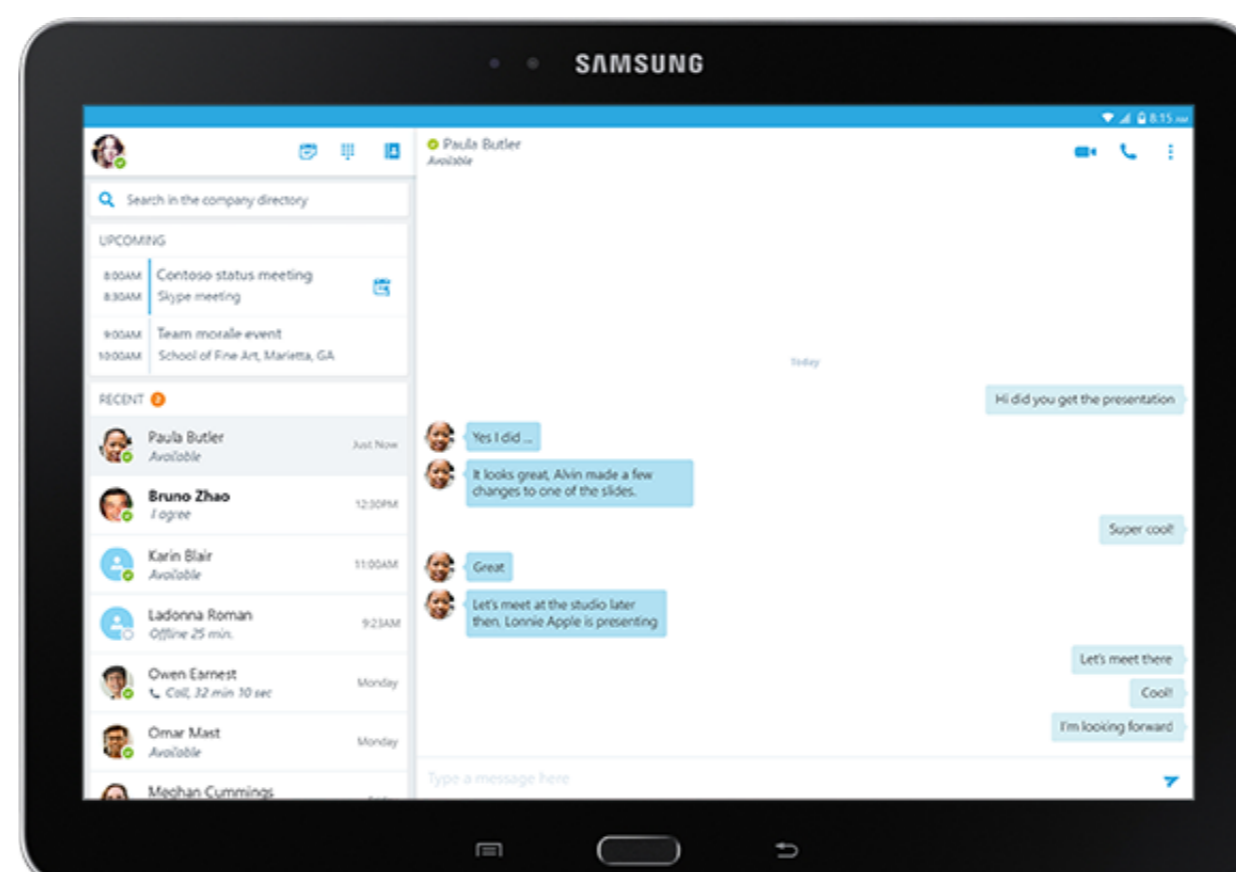 SAMSUNG
8:15 AM
Paula Butler
Available
Search in the company directory
UPCOMING
8:00AM
Contoso status meeting
8:30AM
Skype meeting
9:00AM
Team morale event
10:00AM
School of Fine Art, Marietta, GA
RECENT 2
Paula Butler
Available
Just Now
Bruno Zhao
I agree
12:30PM
Karin Blair
Available
11:00AM
Ladonna Roman
Offline 25 min.
9:23AM
Owen Earnest
Call, 32 min 10 sec
Monday
Omar Mast
Available
Monday
Meghan Cummings
Today
Hi did you get the presentation
Yes I did ...
It looks great, Alvin made a few
changes to one of the slides.
Super cool!
Great
Let's meet at the studio later
then. Lonnie Apple is presenting
Let's meet there
Cool!
I'm looking forward
Type a message here